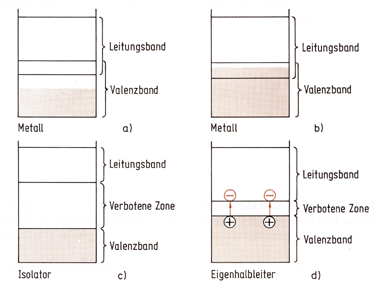 Leitungsband
Valenzband
Metall a)
Leitungsband
Valenzband
Metall b)
Leitungsband
Verbotene Zone
Valenzband
Isolator c)
Leitungsband
Verbotene Zone
Valenzband
Eigenhalbleiter d)